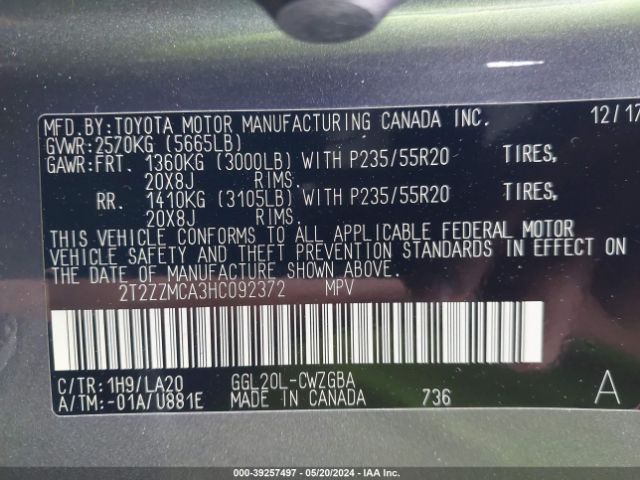 MFD.BY:TOYOTA MOTOR MANUFACTURING CANADA INC. 12/17
GVWR:2570KG (5665LB)
GAWR:FRT. 1360KG (3000LB) WITH P235/55R20 TIRES,
20X8J RIMS.
RR. 1410KG (3105LB) WITH P235/55R20 TIRES,
20X8J RIMS.
THIS VEHICLE CONFORMS TO ALL APPLICABLE FEDERAL MOTOR
VEHICLE SAFETY AND THEFT PREVENTION STANDARDS IN EFFECT ON
THE DATE OF MANUFACTURE SHOWN ABOVE.
2T2ZZMCA3HC092372 MPV
C/TR:1H9/LA20 GGL20L-CWZGBA
A/TM:-01A/U881E MADE IN CANADA 736 A
000-39257497 - 05/20/2024 - IAAI.com